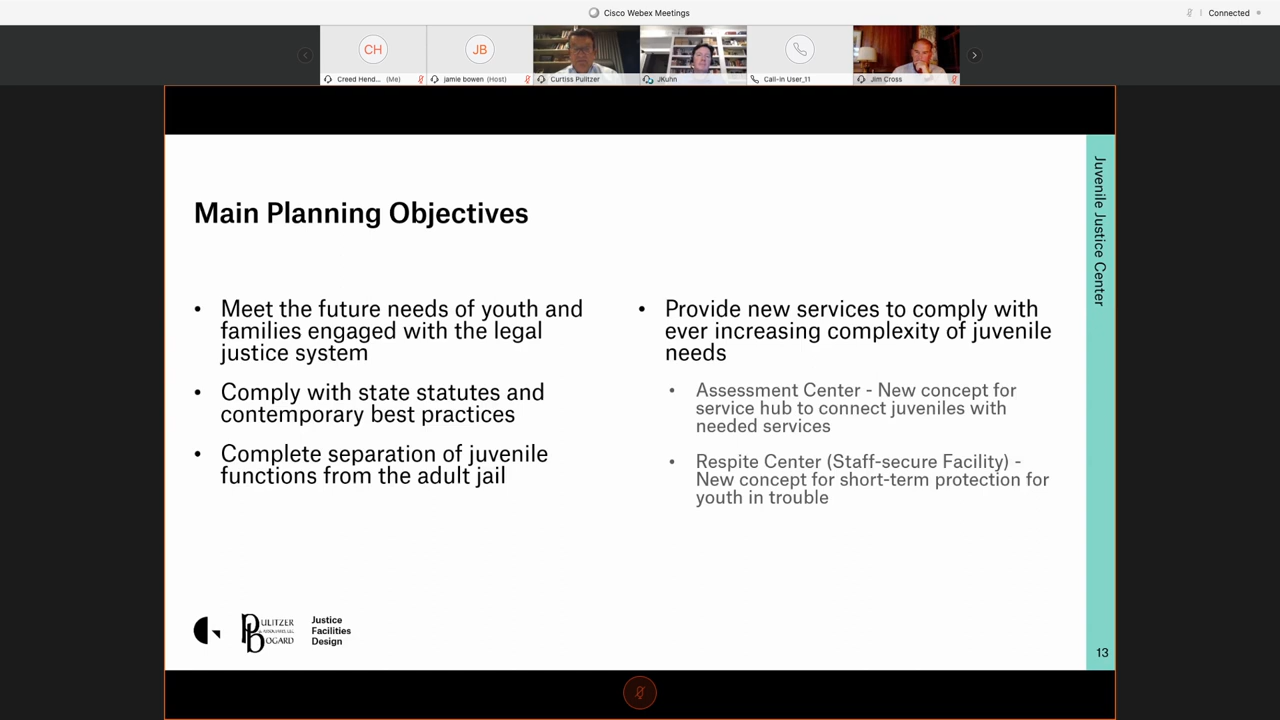 Cisco Webex Meetings
Connected
CH
JB
Creed Hend... (Me)
jamie bowen (Host)
Curtiss Pulitzer
JKuhn
Call-in User_11
Jim Cross
Juvenile Justice Center
Main Planning Objectives
• Meet the future needs of youth and
families engaged with the legal
justice system
• Comply with state statutes and
contemporary best practices
• Complete separation of juvenile
functions from the adult jail
• Provide new services to comply with
ever increasing complexity of juvenile
needs
• Assessment Center - New concept for
service hub to connect juveniles with
needed services
• Respite Center (Staff-secure Facility) -
New concept for short-term protection for
youth in trouble
PULITZER
& ASSOCIATES, LLC
BOGARD
Justice
Facilities
Design
13